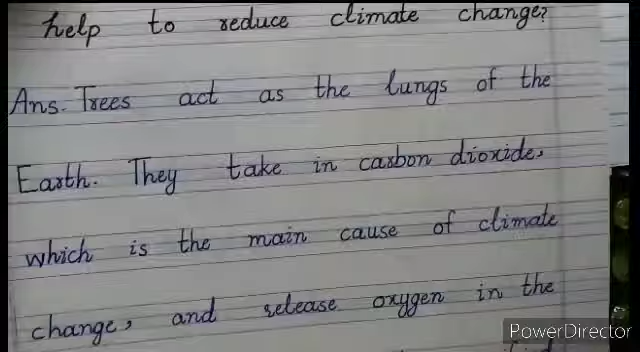 help to reduce climate change?
Ans. Trees act as the lungs of the
Earth. They take in carbon dioxide,
which is the main cause of climate
change, and release oxygen in the
PowerDirector